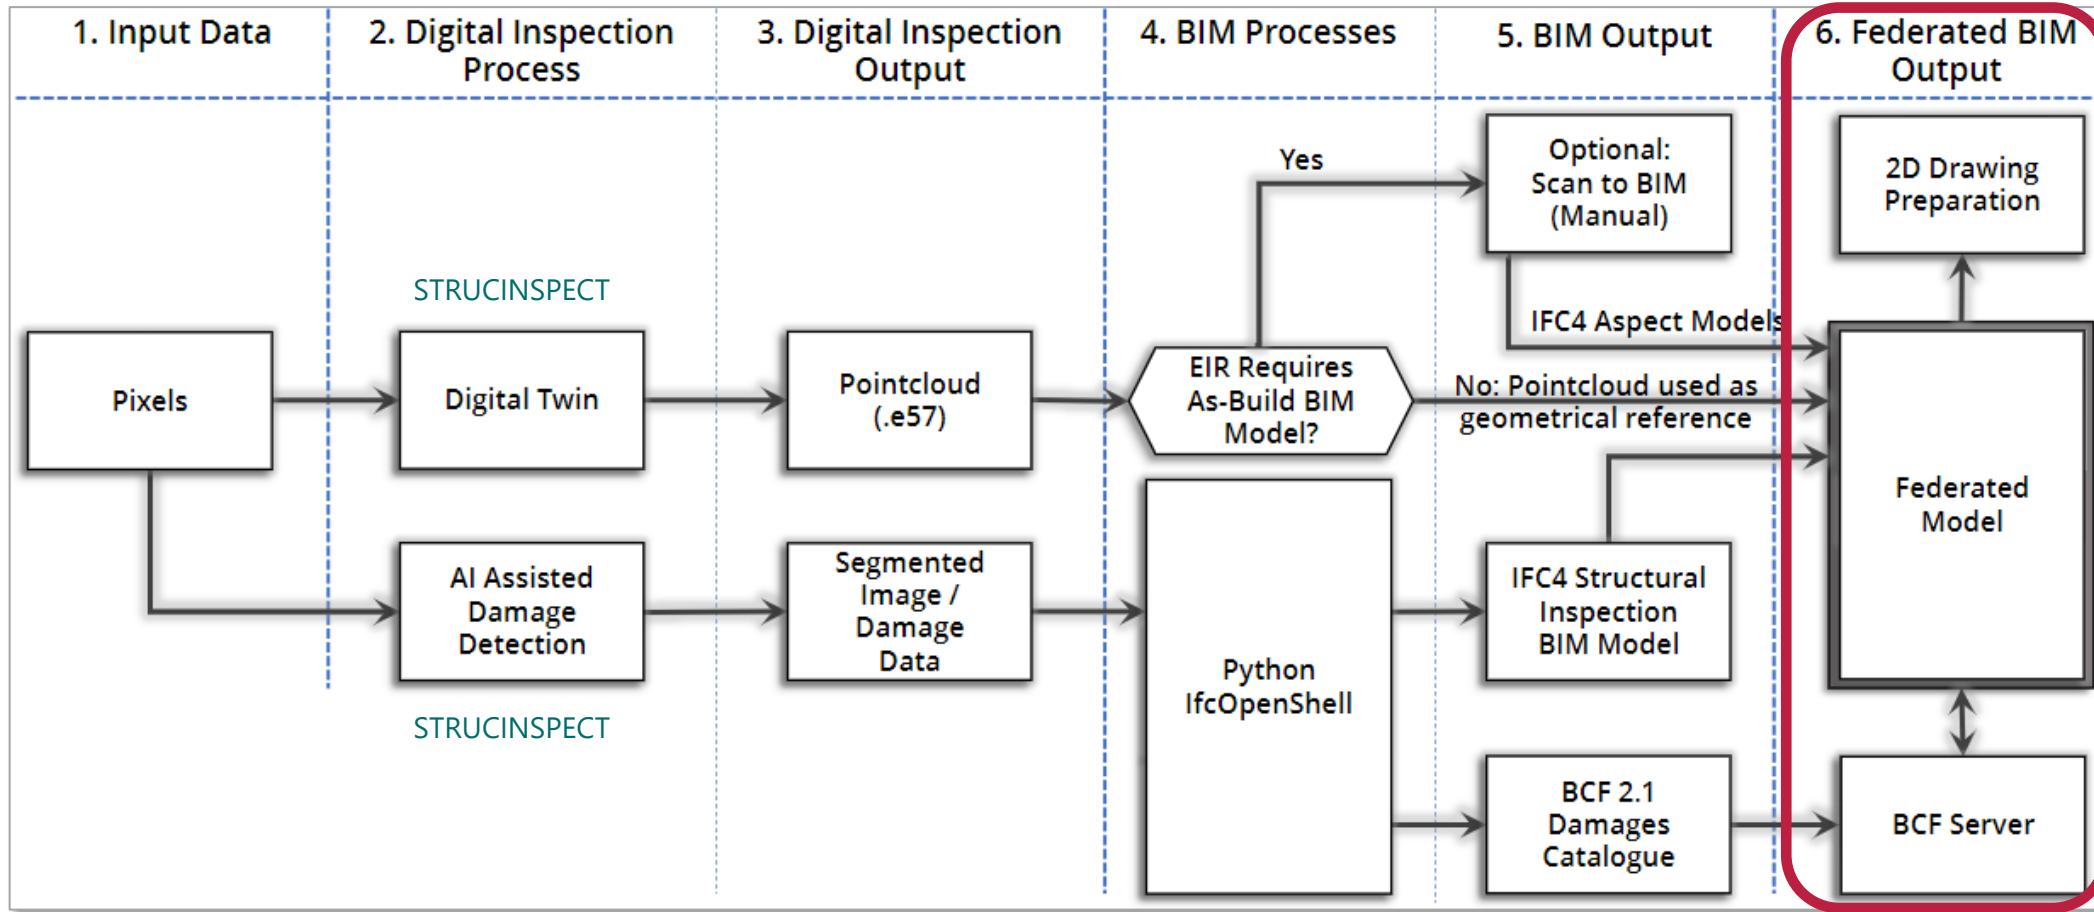 1. Input Data
2. Digital Inspection
Process
3. Digital Inspection
Output
4. BIM Processes
5. BIM Output
6. Federated BIM
Output
Yes
Optional:
Scan to BIM
(Manual)
2D Drawing
Preparation
STRUCINSPECT
IFC4 Aspect Models
Pixels
Digital Twin
Pointcloud
(.e57)
EIR Requires
As-Build BIM
Model?
No: Pointcloud used as
geometrical reference
Federated
Model
AI Assisted
Damage
Detection
Segmented
Image /
Damage
Data
Python
IfcOpenShell
IFC4 Structural
Inspection
BIM Model
STRUCINSPECT
BCF 2.1
Damages
Catalogue
BCF Server